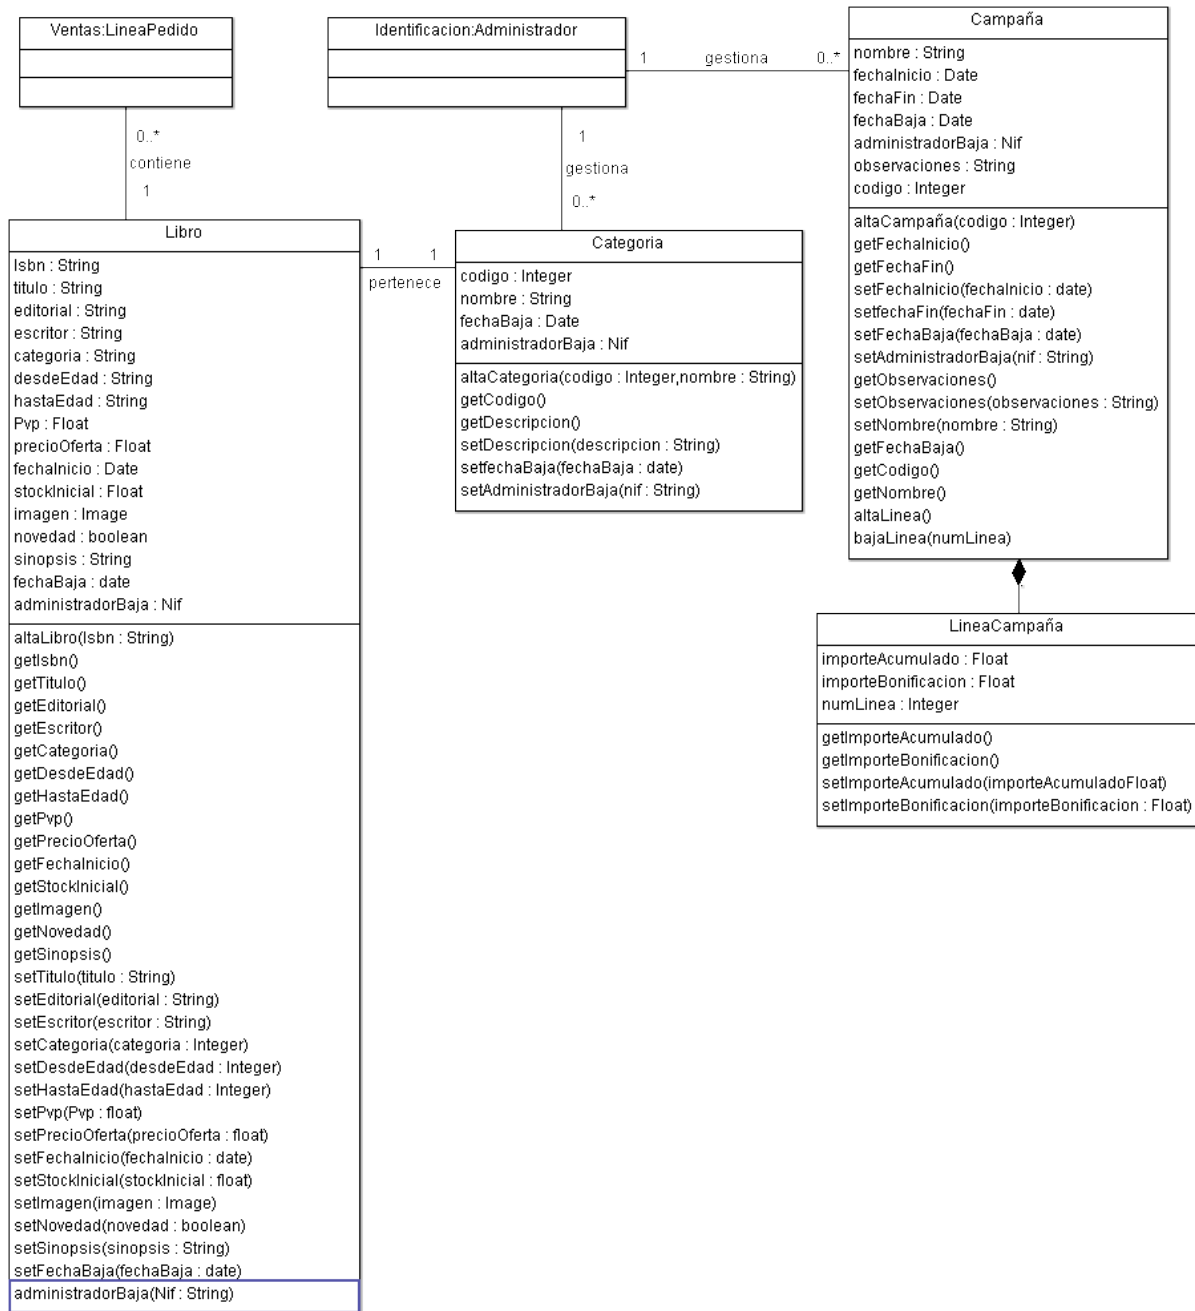 Ventas:LineaPedido
0..*
contiene
1
Identificacion:Administrador
1
gestiona
0..*
1
gestiona
0..*
Campaña
nombre : String
fechaInicio : Date
fechaFin : Date
fechaBaja : Date
administradorBaja : Nif
observaciones : String
codigo : Integer
altaCampaña(codigo : Integer)
getFechaInicio()
getFechaFin()
setFechaInicio(fechaInicio : date)
setfechaFin(fechaFin : date)
setFechaBaja(fechaBaja : date)
setAdministradorBaja(nif : String)
getObservaciones()
setObservaciones(observaciones : String)
setNombre(nombre : String)
getFechaBaja()
getCodigo()
getNombre()
altaLinea()
bajaLinea(numLinea)
Libro
Isbn : String
titulo : String
editorial : String
escritor : String
categoria : String
desdeEdad : String
hastaEdad : String
Pvp : Float
precioOferta : Float
fechaInicio : Date
stockInicial : Float
imagen : Image
novedad : boolean
sinopsis : String
fechaBaja : date
administradorBaja : Nif
altaLibro(Isbn : String)
getIsbn()
getTitulo()
getEditorial()
getEscritor()
getCategoria()
getDesdeEdad()
getHastaEdad()
getPvp()
getPrecioOferta()
getFechaInicio()
getStockInicial()
getImagen()
getNovedad()
getSinopsis()
setTitulo(titulo : String)
setEditorial(editorial : String)
setEscritor(escritor : String)
setCategoria(categoria : Integer)
setDesdeEdad(desdeEdad : Integer)
setHastaEdad(hastaEdad : Integer)
setPvp(Pvp : float)
setPrecioOferta(precioOferta : float)
setFechaInicio(fechaInicio : date)
setStockInicial(stockInicial : float)
setImagen(imagen : Image)
setNovedad(novedad : boolean)
setSinopsis(sinopsis : String)
setFechaBaja(fechaBaja : date)
administradorBaja(Nif : String)
1 1
pertenece
Categoria
codigo : Integer
nombre : String
fechaBaja : Date
administradorBaja : Nif
altaCategoria(codigo : Integer,nombre : String)
getCodigo()
getDescripcion()
setDescripcion(descripcion : String)
setfechaBaja(fechaBaja : date)
setAdministradorBaja(nif : String)
LineaCampaña
importeAcumulado : Float
importeBonificacion : Float
numLinea : Integer
getImporteAcumulado()
getImporteBonificacion()
setImporteAcumulado(importeAcumuladoFloat)
setImporteBonificacion(importeBonificacion : Float)